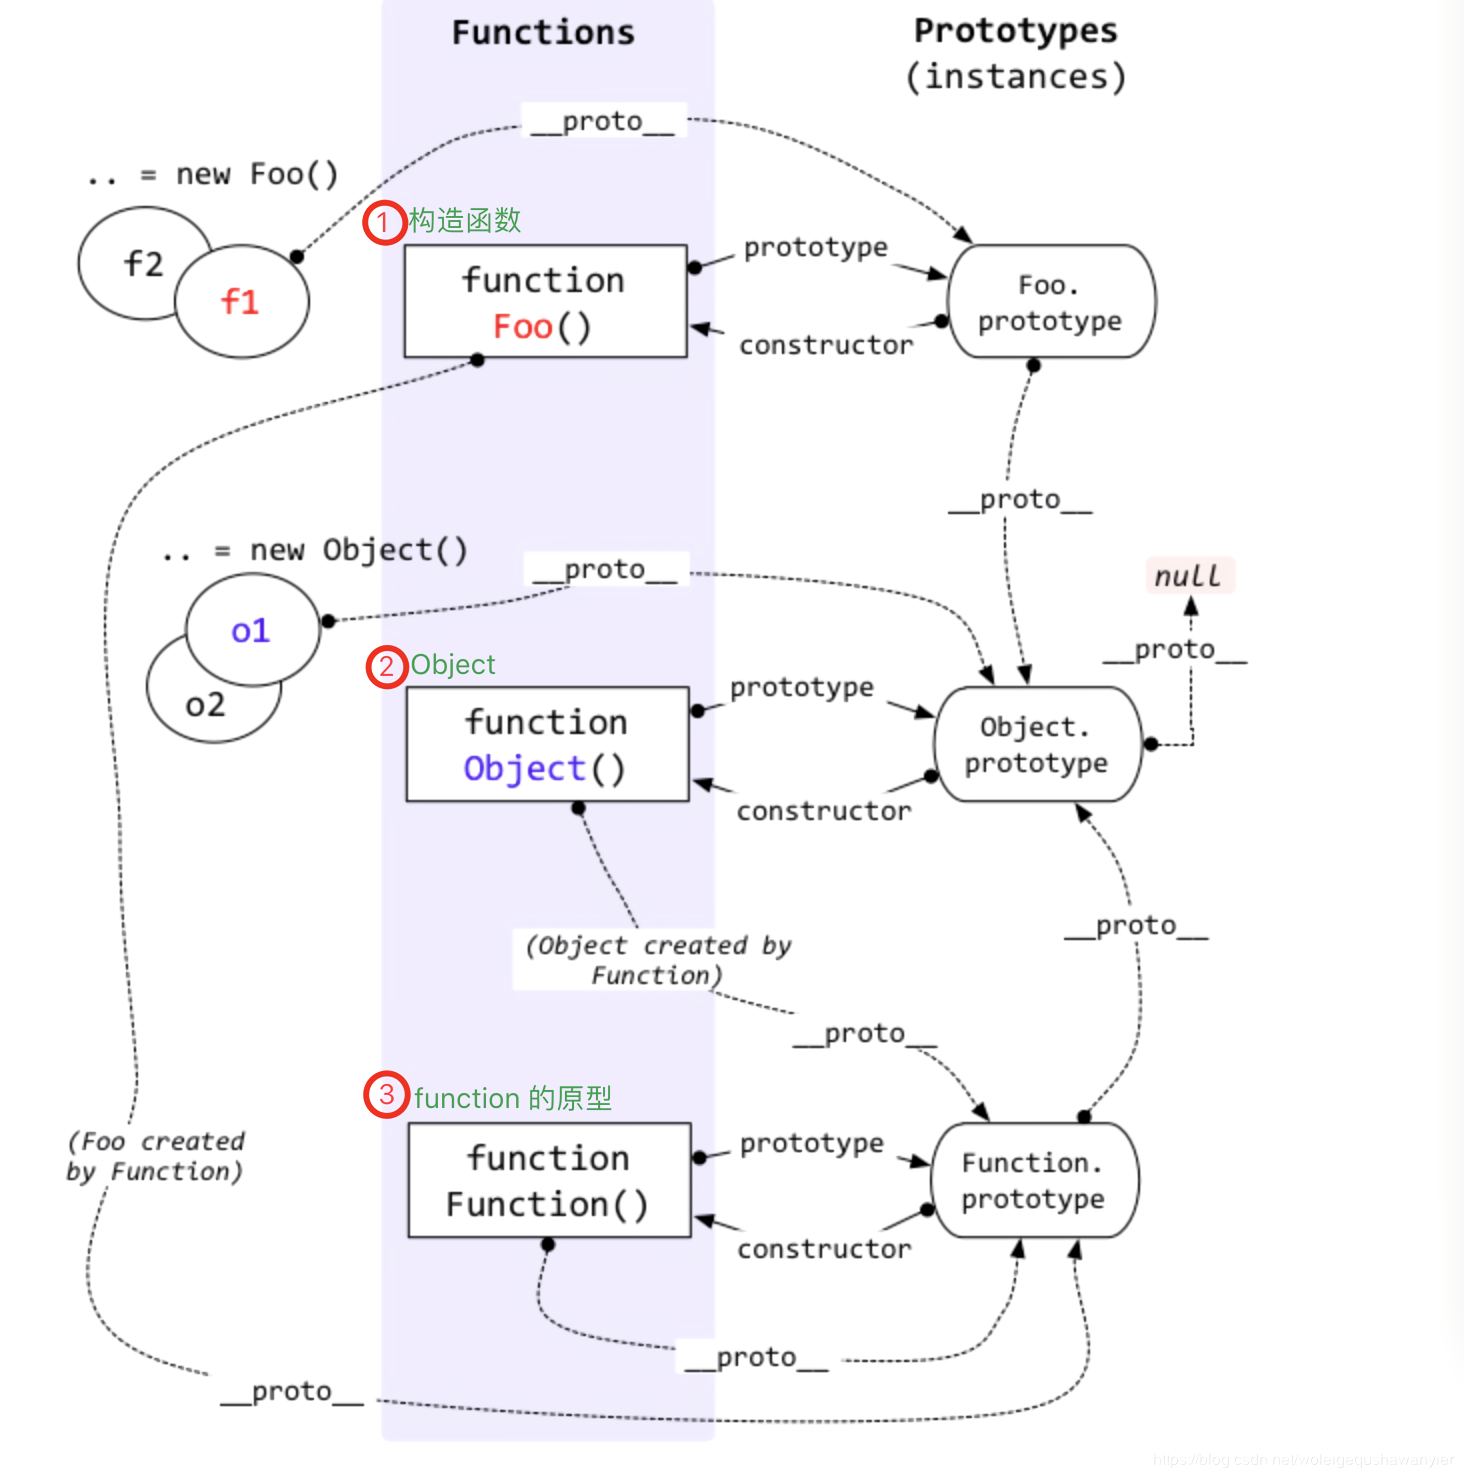 Functions
Prototypes
(instances)
__proto__
.. = new Foo()
1 构造函数
f2
f1
function
Foo()
prototype
constructor
Foo.
prototype
__proto__
.. = new Object()
__proto__
null
__proto__
o1
o2
2 Object
function
Object()
prototype
constructor
Object.
prototype
(Object created by
Function)
__proto__
__proto__
3 function 的原型
function
Function()
prototype
constructor
Function.
prototype
(Foo created
by Function)
__proto__
__proto__
https://blog.csdn.net/woleigequshawanyier